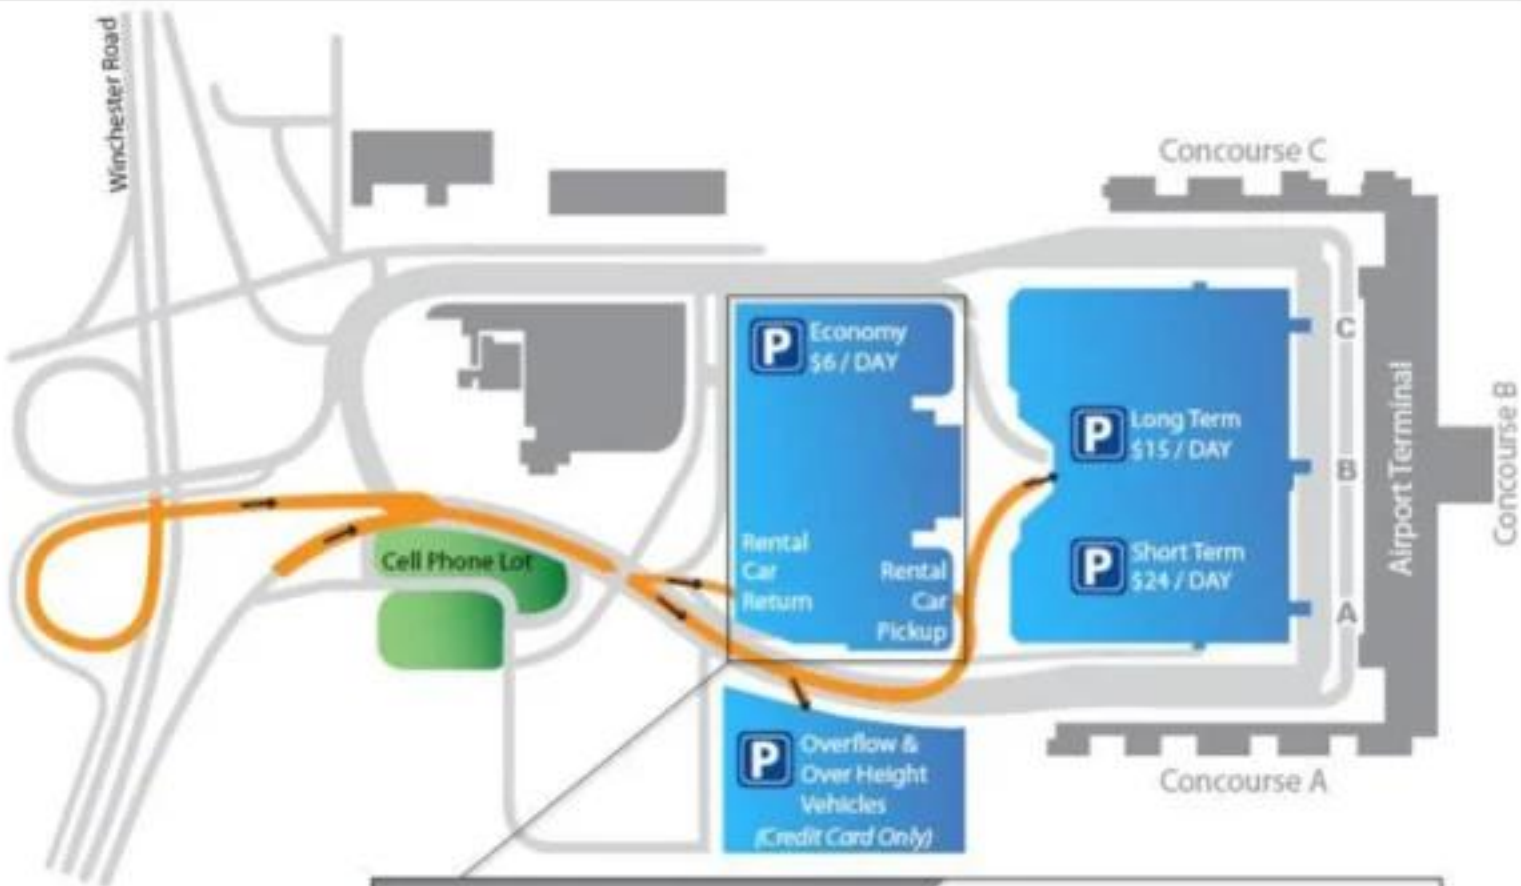 Winchester Road
Concourse C
P
Economy
$6 / DAY
C
P
Long Term
$15 / DAY
B
Airport Terminal
Concourse B
Cell Phone Lot
Rental
Car
Return
Rental
Car
Pickup
P
Short Term
$24 / DAY
A
P
Overflow &
Over Height
Vehicles
(Credit Card Only)
Concourse A